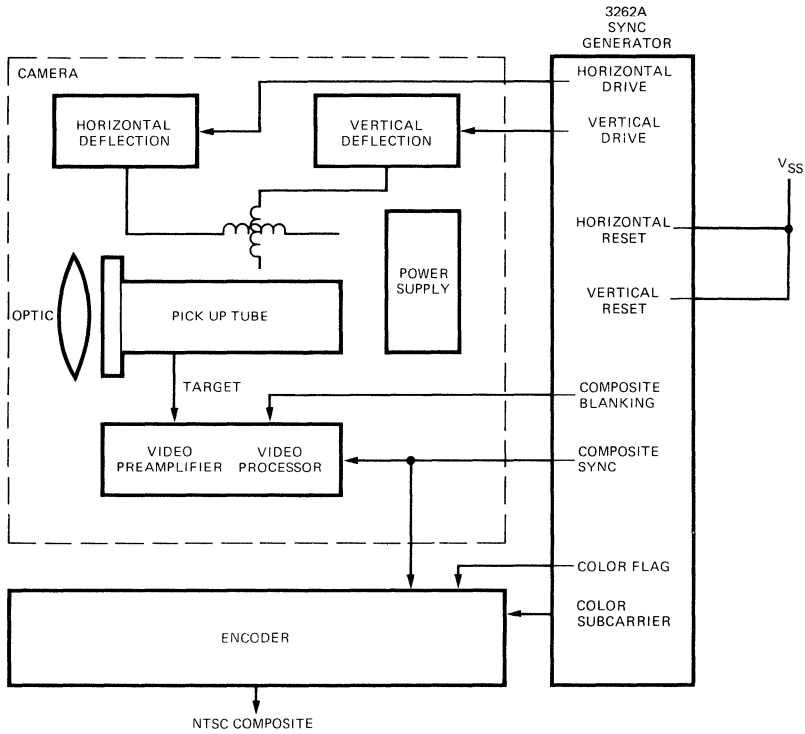 3262A
SYNC
GENERATOR
CAMERA
HORIZONTAL
DRIVE
HORIZONTAL
DEFLECTION
VERTICAL
DEFLECTION
VERTICAL
DRIVE
VSS
HORIZONTAL
RESET
POWER
SUPPLY
VERTICAL
RESET
OPTIC
PICK UP TUBE
TARGET
COMPOSITE
BLANKING
VIDEO
PREAMPLIFIER
VIDEO
PROCESSOR
COMPOSITE
SYNC
COLOR FLAG
COLOR
SUBCARRIER
ENCODER
NTSC COMPOSITE